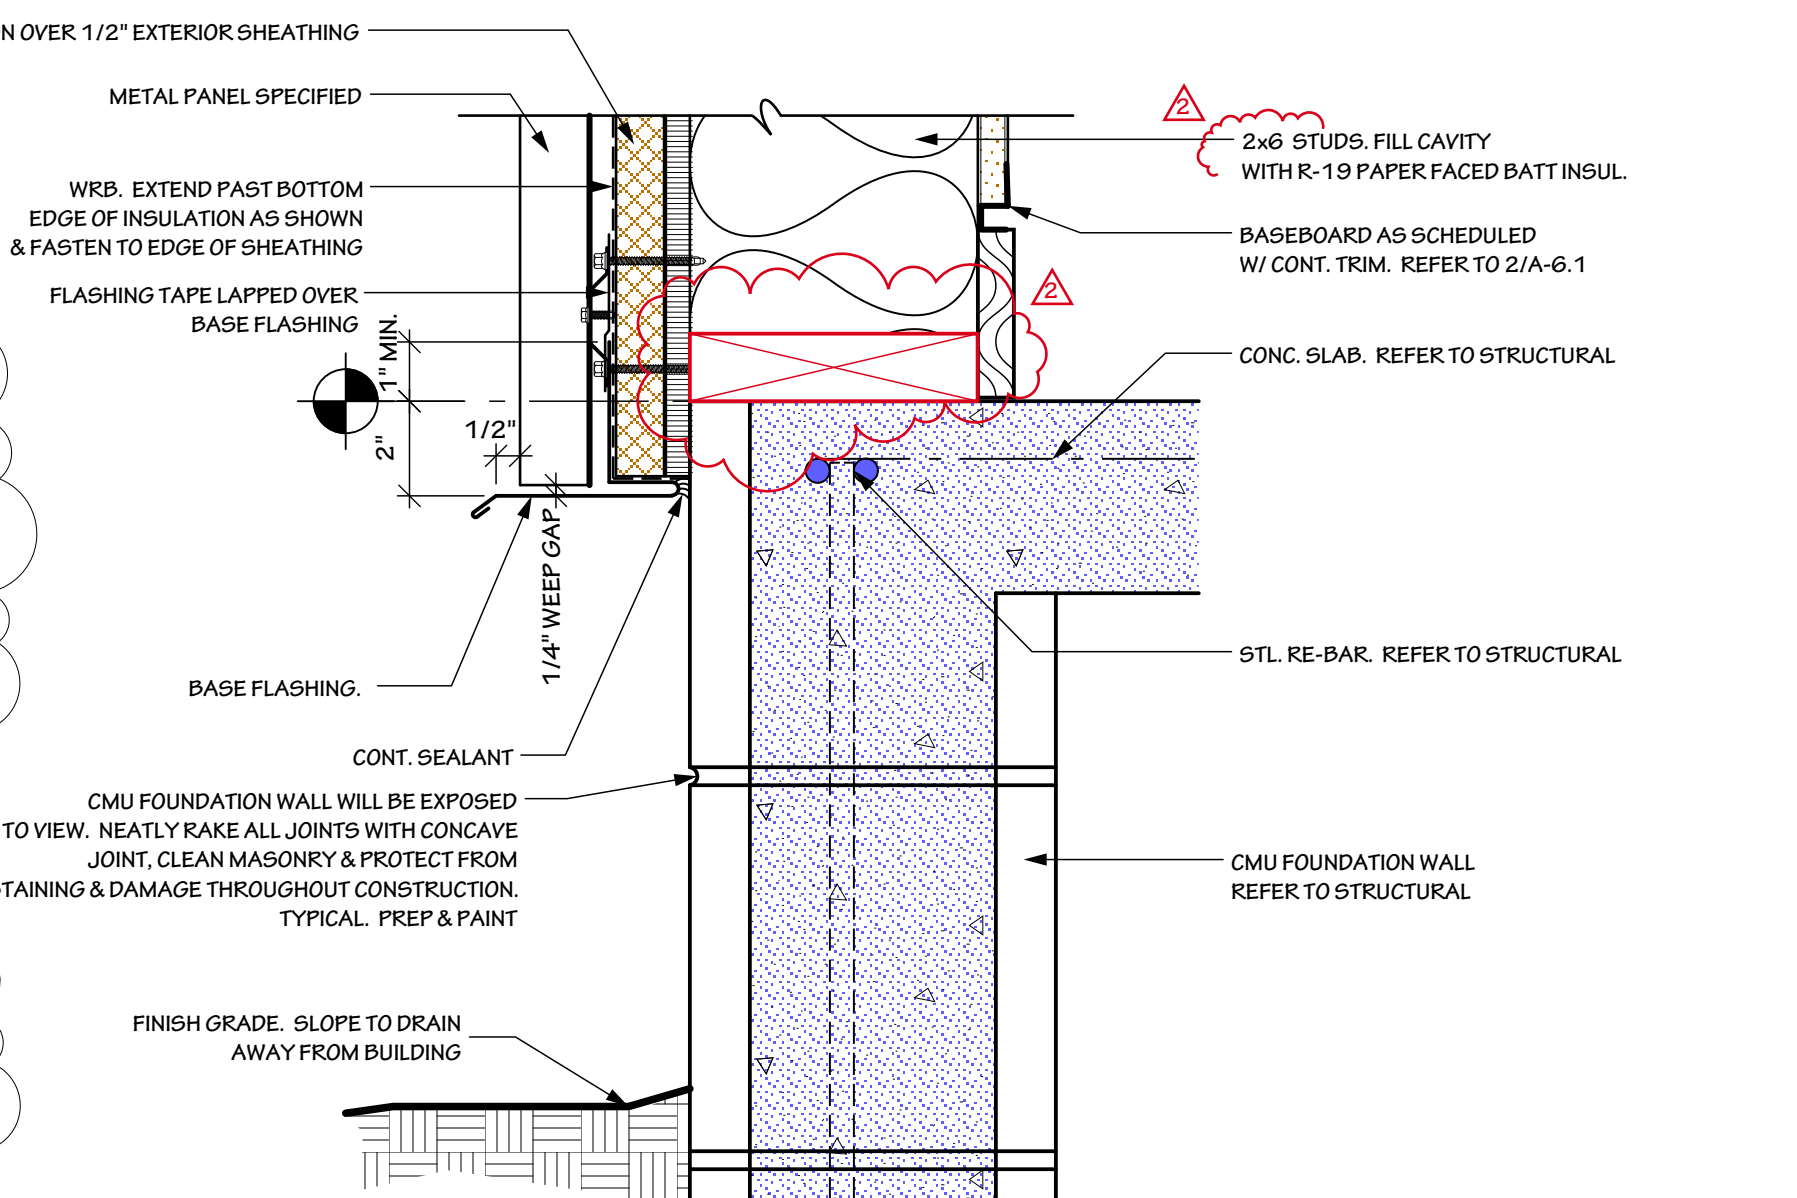 N OVER 1/2" EXTERIOR SHEATHING
METAL PANEL SPECIFIED
WRB. EXTEND PAST BOTTOM
EDGE OF INSULATION AS SHOWN
& FASTEN TO EDGE OF SHEATHING
FLASHING TAPE LAPPED OVER
BASE FLASHING
1" MIN.
2"
1/2"
1/4" WEEP GAP
BASE FLASHING.
CONT. SEALANT
CMU FOUNDATION WALL WILL BE EXPOSED
TO VIEW. NEATLY RAKE ALL JOINTS WITH CONCAVE
JOINT, CLEAN MASONRY & PROTECT FROM
TAINING & DAMAGE THROUGHOUT CONSTRUCTION.
TYPICAL. PREP & PAINT
FINISH GRADE. SLOPE TO DRAIN
AWAY FROM BUILDING
2
2x6 STUDS. FILL CAVITY
WITH R-19 PAPER FACED BATT INSUL.
BASEBOARD AS SCHEDULED
W/ CONT. TRIM. REFER TO 2/A-6.1
2
CONC. SLAB. REFER TO STRUCTURAL
STL. RE-BAR. REFER TO STRUCTURAL
CMU FOUNDATION WALL
REFER TO STRUCTURAL